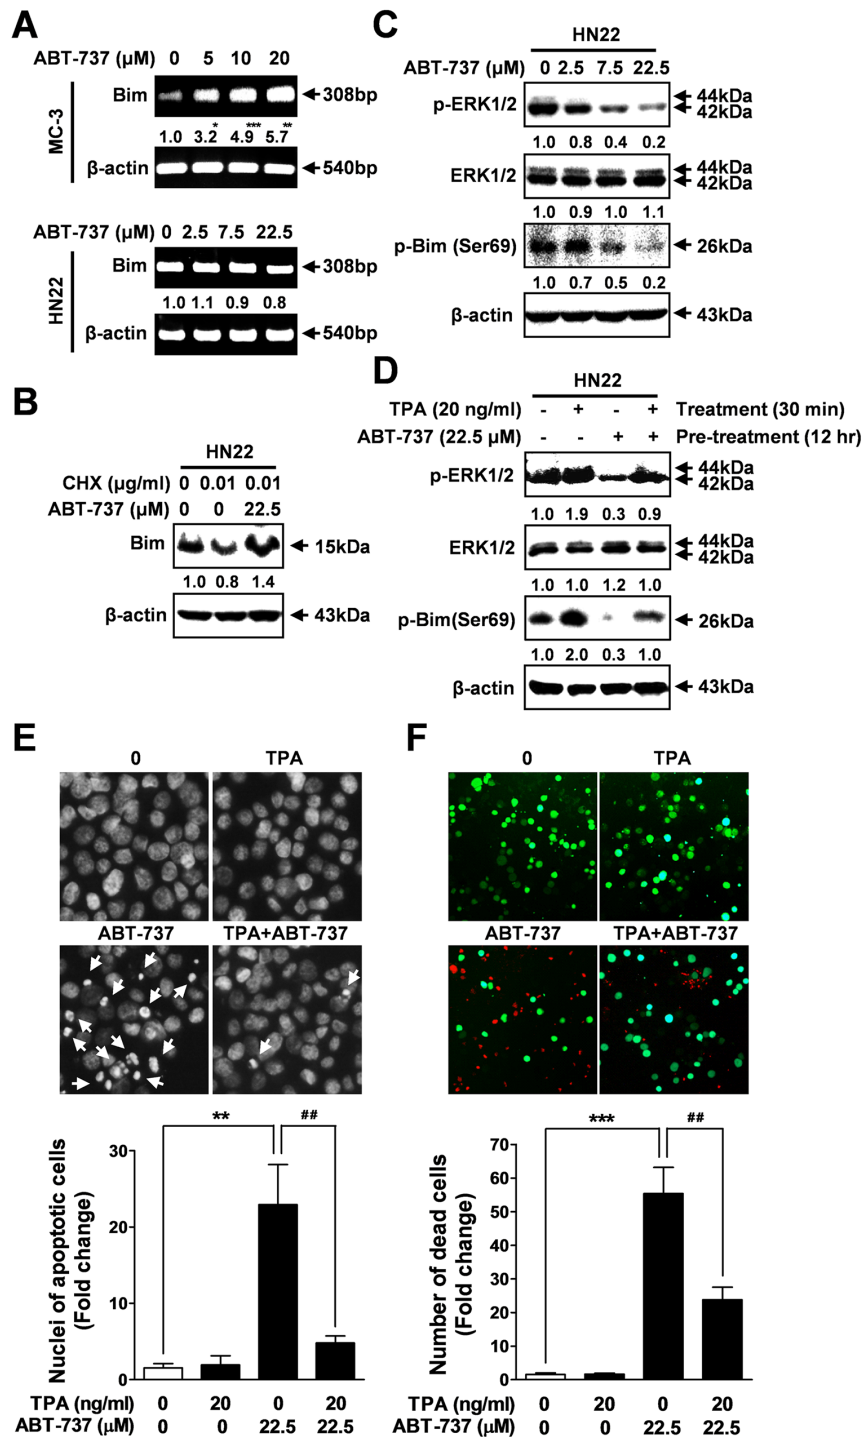 A
ABT-737 (μM) 0 5 10 20
MC-3
Bim 308bp
1.0 3.2* 4.9*** 5.7**
β-actin 540bp
ABT-737 (μM) 0 2.5 7.5 22.5
HN22
Bim 308bp
1.0 1.1 0.9 0.8
β-actin 540bp
B
HN22
CHX (μg/ml) 0 0.01 0.01
ABT-737 (μM) 0 0 22.5
Bim 15kDa
1.0 0.8 1.4
β-actin 43kDa
C
HN22
ABT-737 (μM) 0 2.5 7.5 22.5
p-ERK1/2 44kDa
42kDa
1.0 0.8 0.4 0.2
ERK1/2 44kDa
42kDa
1.0 0.9 1.0 1.1
p-Bim (Ser69) 26kDa
1.0 0.7 0.5 0.2
β-actin 43kDa
D
HN22
TPA (20 ng/ml) - + - + Treatment (30 min)
ABT-737 (22.5 μM) - - + + Pre-treatment (12 hr)
p-ERK1/2 44kDa
42kDa
1.0 1.9 0.3 0.9
ERK1/2 44kDa
42kDa
1.0 1.0 1.2 1.0
p-Bim(Ser69) 26kDa
1.0 2.0 0.3 1.0
β-actin 43kDa
E
0 TPA
ABT-737 TPA+ABT-737
** ##
Nuclei of apoptotic cells
(Fold change)
30
20
10
0
TPA (ng/ml) 0 20 0 20
ABT-737 (μM) 0 0 22.5 22.5
F
0 TPA
ABT-737 TPA+ABT-737
*** ##
Number of dead cells
(Fold change)
70
60
50
40
30
20
10
0
TPA (ng/ml) 0 20 0 20
ABT-737 (μM) 0 0 22.5 22.5